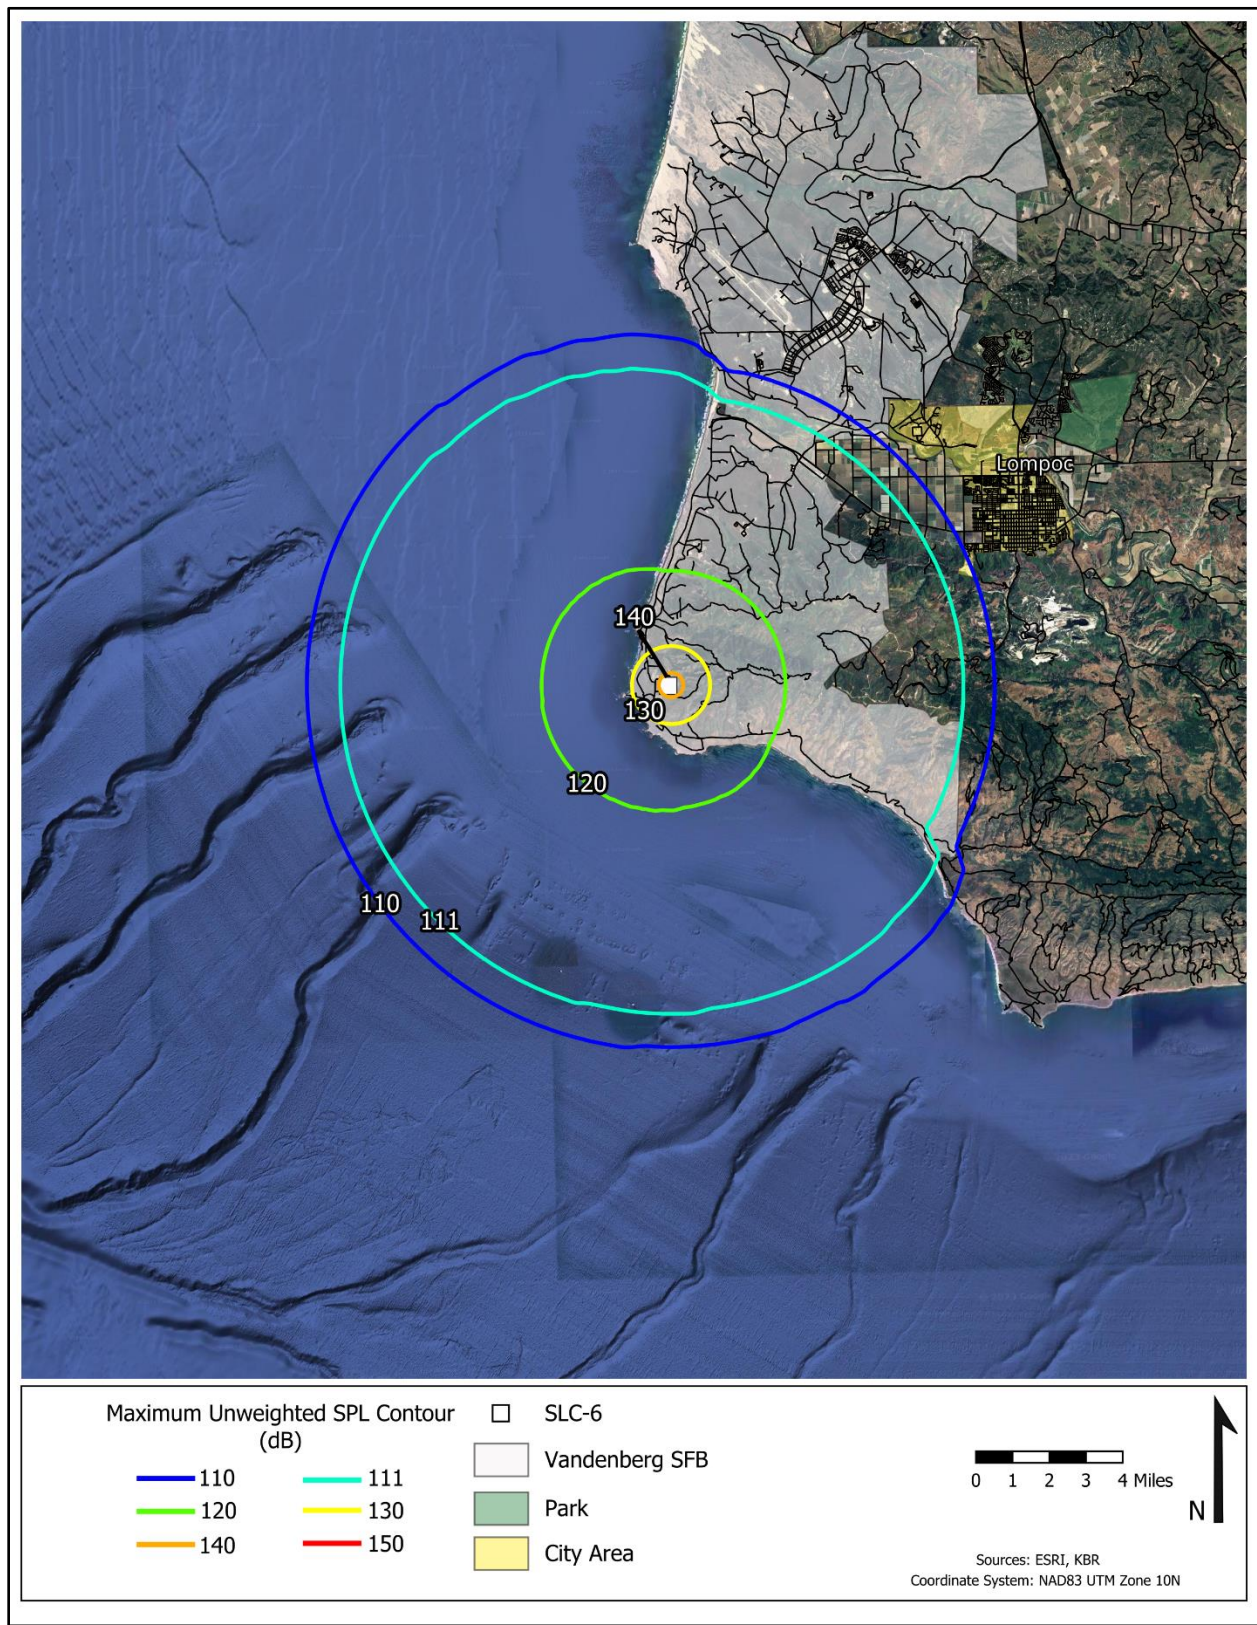 Lompoc
140
130
120
110
111
Maximum Unweighted SPL Contour
(dB)
110
111
120
130
140
150
SLC-6
Vandenberg SFB
Park
City Area
0 1 2 3 4 Miles
N
Sources: ESRI, KBR
Coordinate System: NAD83 UTM Zone 10N